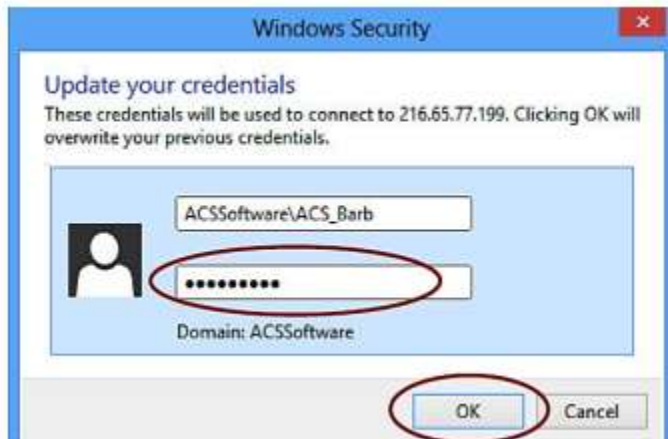 Windows Security
Update your credentials
These credentials will be used to connect to 216.65.77.199. Clicking OK will
overwrite your previous credentials.
ACSSoftware\ACS_Barb
•••••••••
Domain: ACSSoftware
OK
Cancel